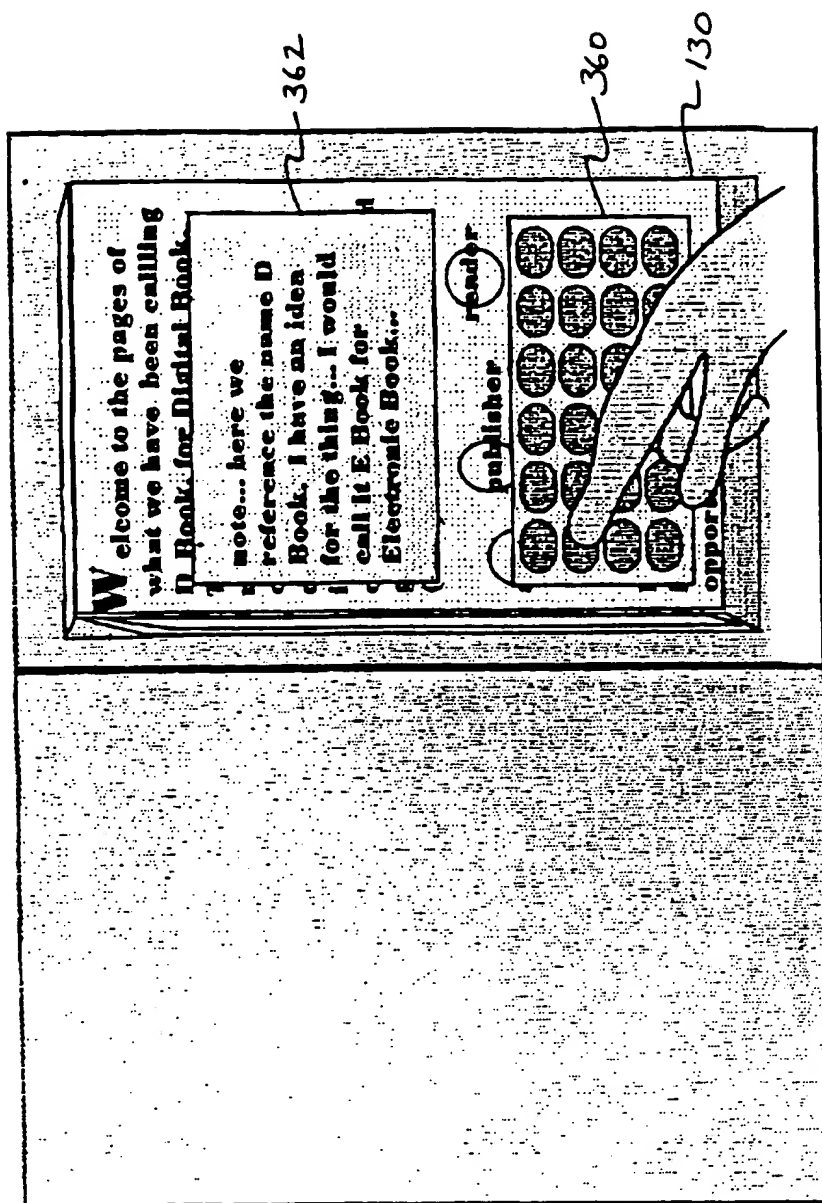 Welcome to the pages of
what we have been callling
D Book, for Digital Book.
note... here we
reference the name D
Book. I have an idea
for the thing... I would
call it E Book for
Electronic Book...
publisher
reader
oppor
362
360
130